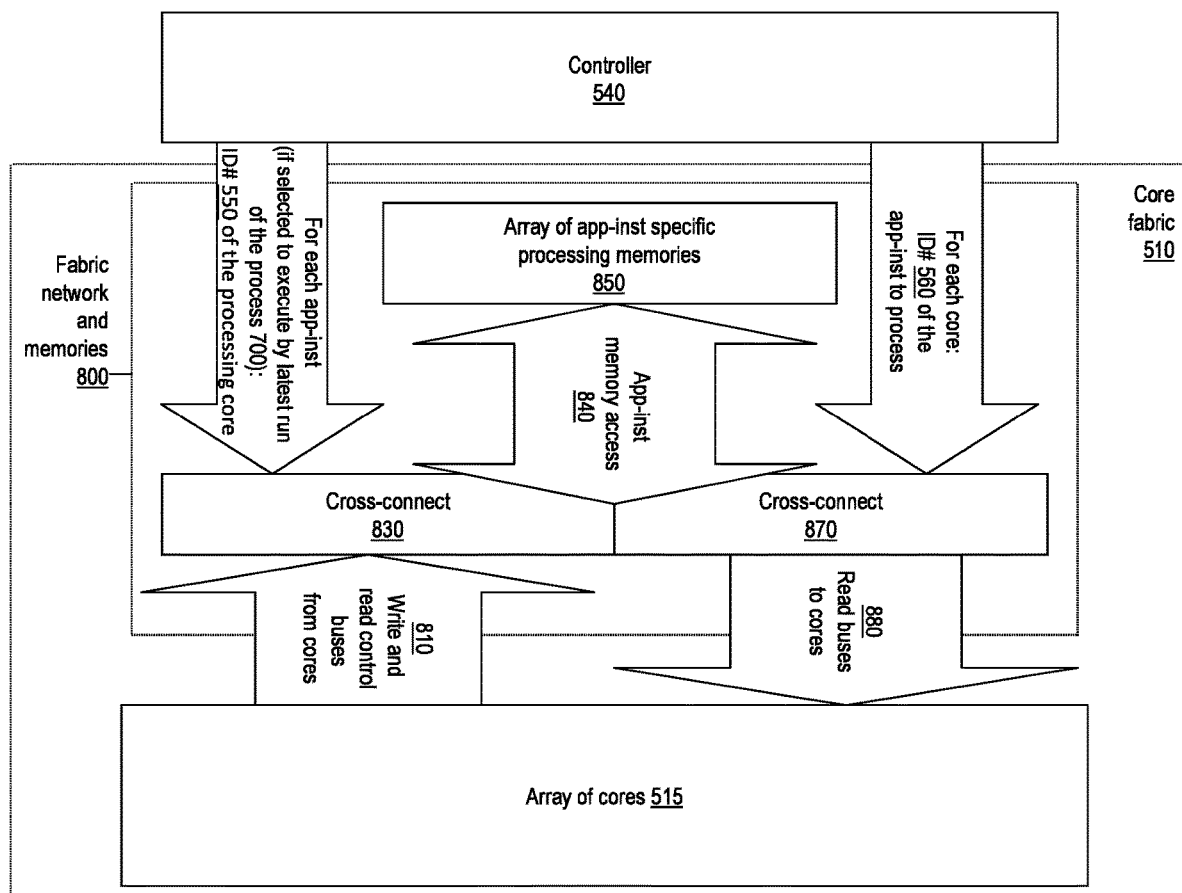 Controller
540
For each app-inst
(if selected to execute by latest run
of the process 700):
ID# 550 of the processing core
Array of app-inst specific
processing memories
850
For each core:
ID# 560 of the
app-inst to process
Core
fabric
510
Fabric
network
and
memories
800
App-inst
memory access
840
Cross-connect
830
Cross-connect
870
810
Write and
read control
buses
from cores
880
Read buses
to cores
Array of cores 515